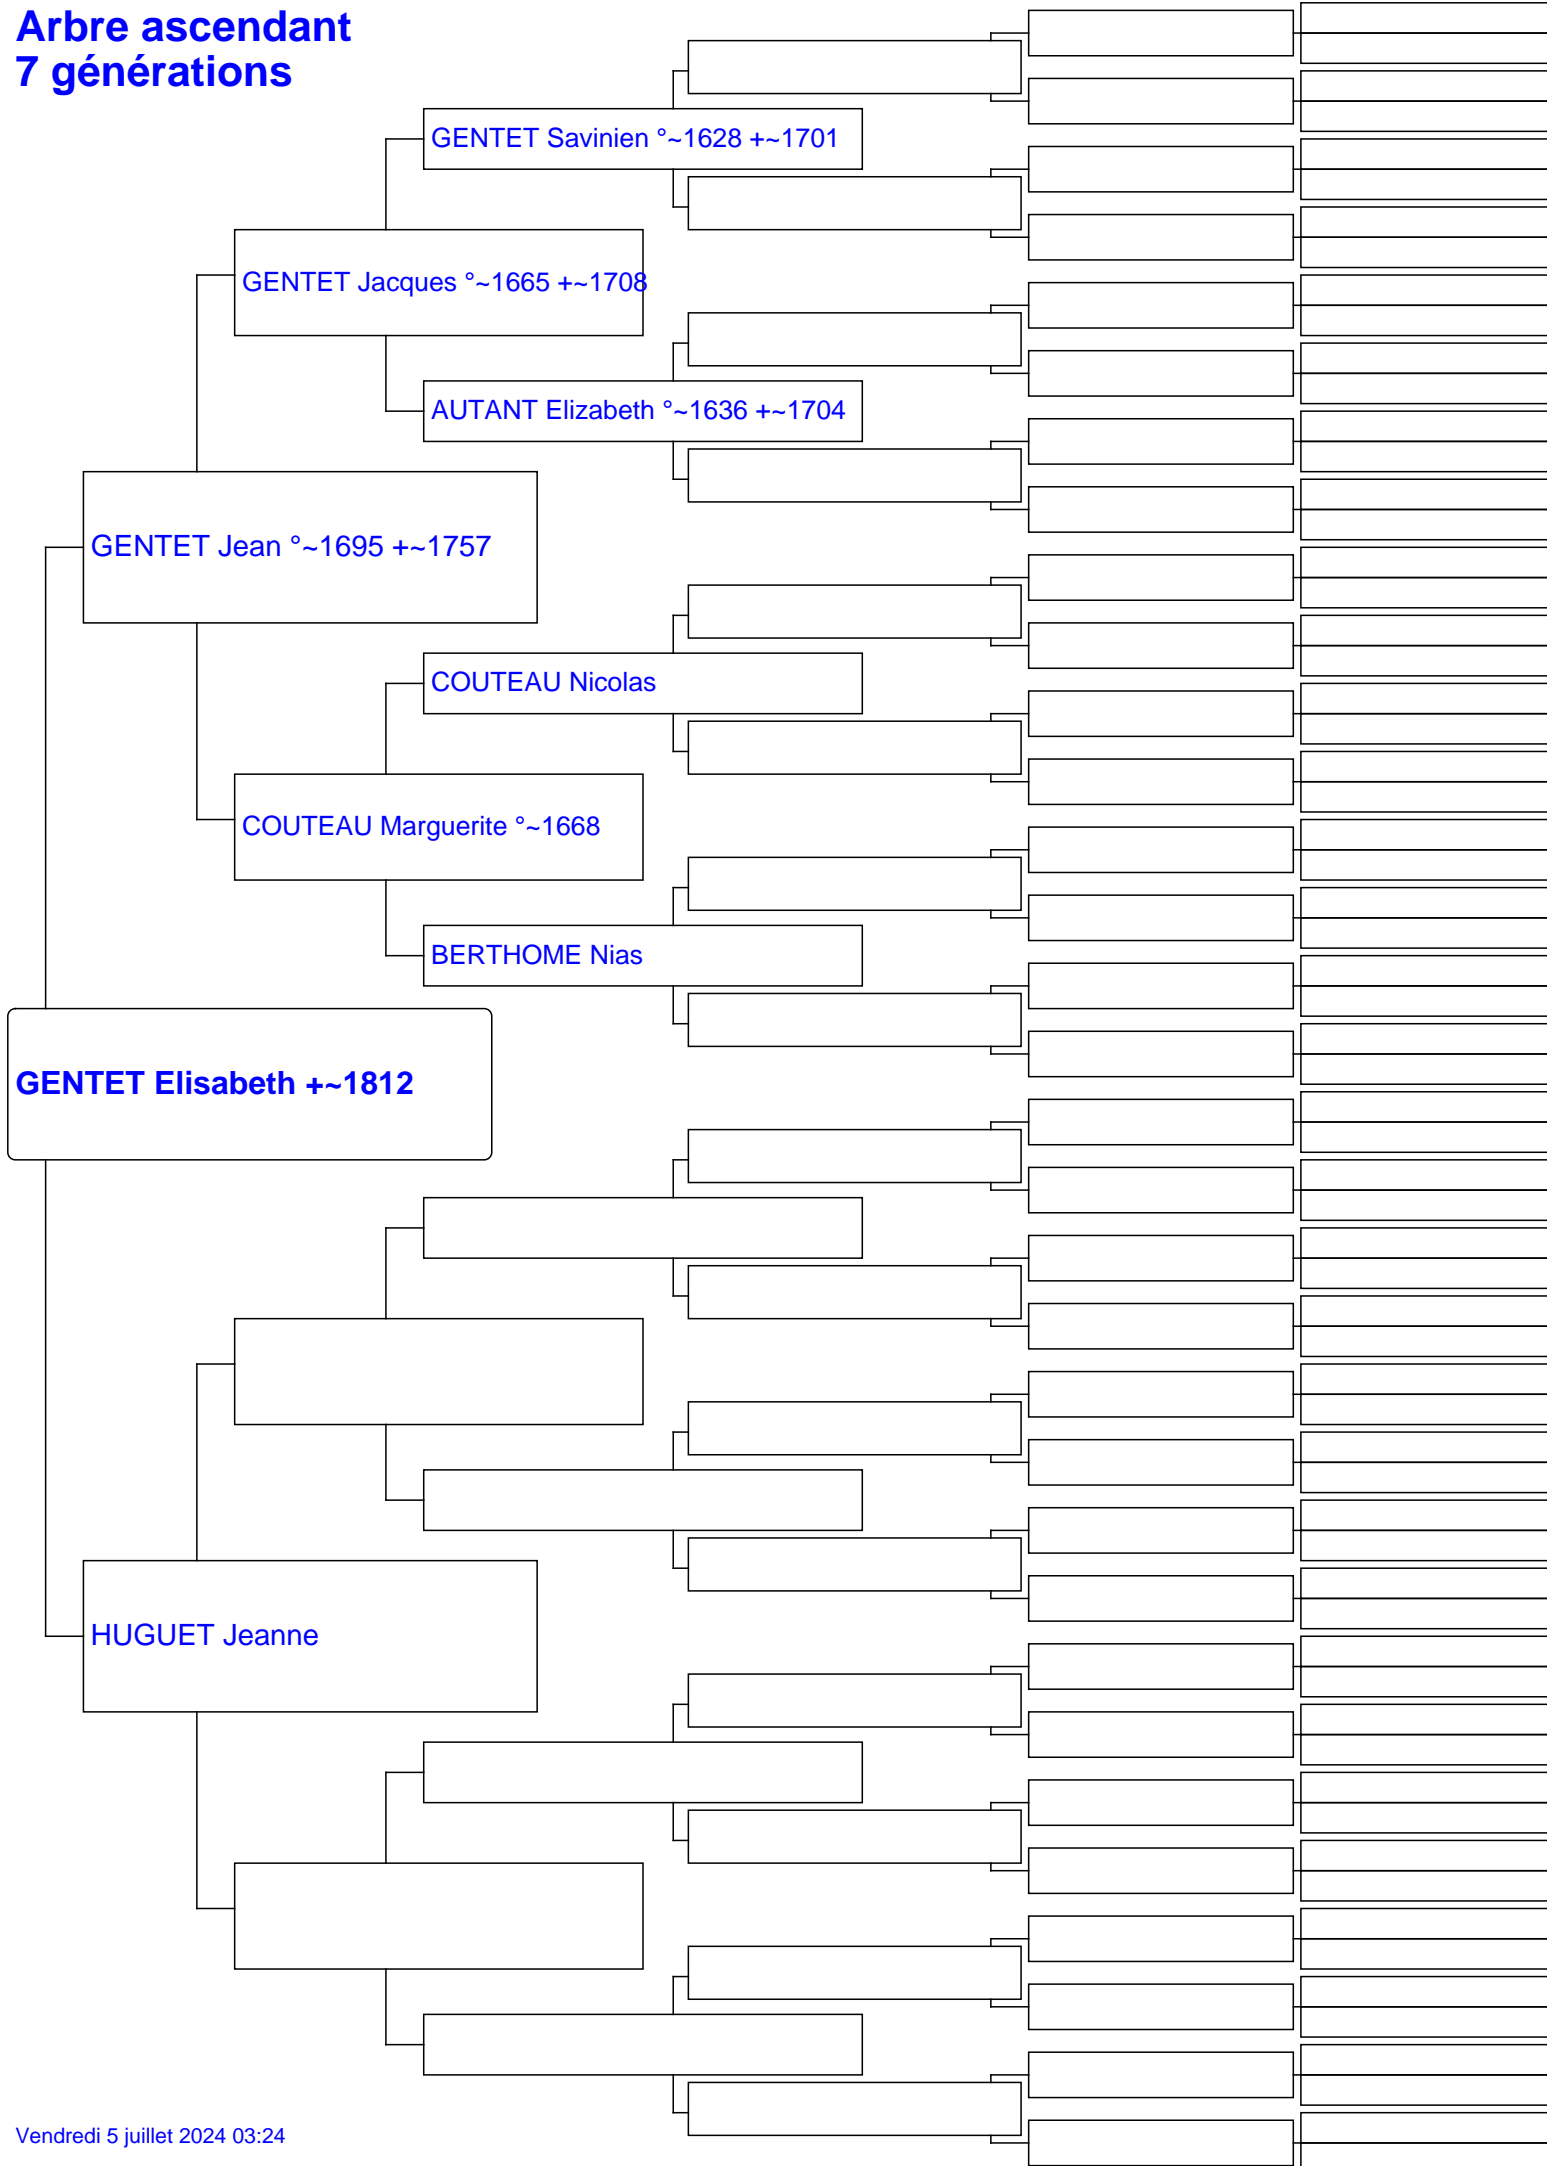 Arbre ascendant
7 générations
GENTET Savinien °~1628 +~1701
GENTET Jacques °~1665 +~1708
AUTANT Elizabeth °~1636 +~1704
GENTET Jean °~1695 +~1757
COUTEAU Nicolas
COUTEAU Marguerite °~1668
BERTHOME Nias
GENTET Elisabeth +~1812
HUGUET Jeanne
Vendredi 5 juillet 2024 03:24